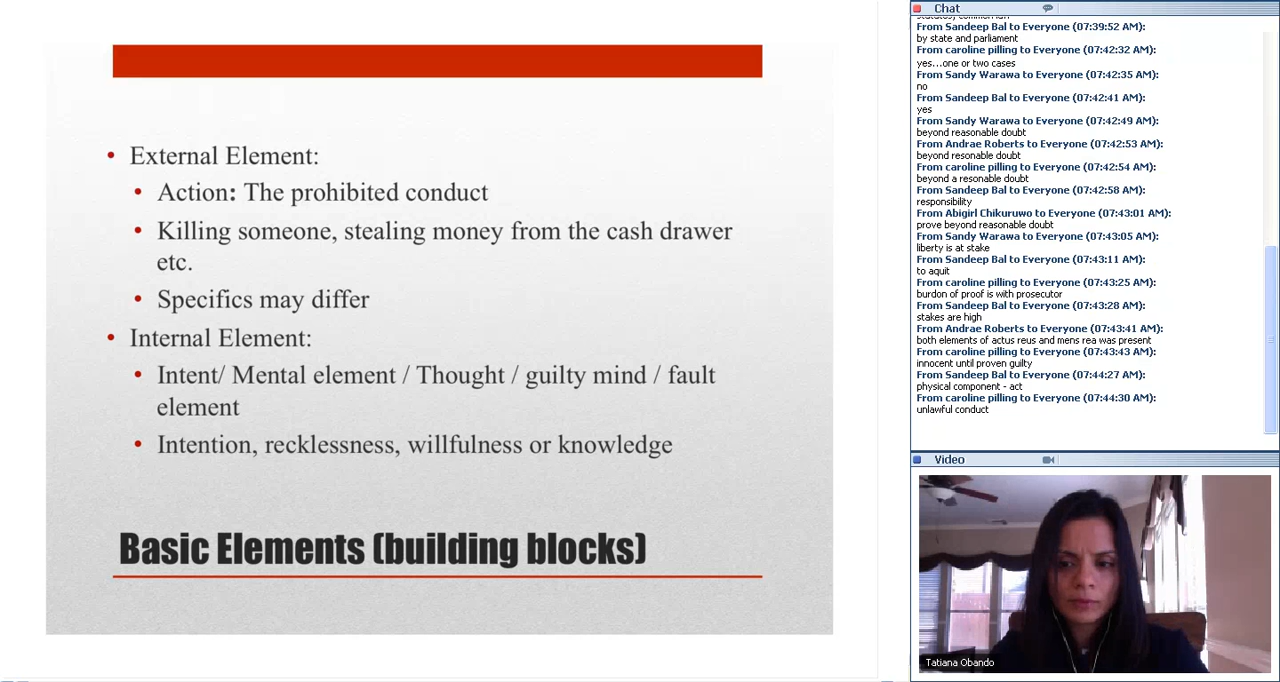 • External Element:
• Action: The prohibited conduct
• Killing someone, stealing money from the cash drawer
etc.
• Specifics may differ
• Internal Element:
• Intent/ Mental element / Thought / guilty mind / fault
element
• Intention, recklessness, willfulness or knowledge
Basic Elements (building blocks)
Chat
From Sandeep Bal to Everyone (07:39:52 AM):
by state and parliament
From caroline pilling to Everyone (07:42:32 AM):
yes...one or two cases
From Sandy Warawa to Everyone (07:42:35 AM):
no
From Sandeep Bal to Everyone (07:42:41 AM):
yes
From Sandy Warawa to Everyone (07:42:49 AM):
beyond reasonable doubt
From Andrae Roberts to Everyone (07:42:53 AM):
beyond resonable doubt
From caroline pilling to Everyone (07:42:54 AM):
beyond a resonable doubt
From Sandeep Bal to Everyone (07:42:58 AM):
responsibility
From Abigirl Chikuruwo to Everyone (07:43:01 AM):
prove beyond reasonable doubt
From Sandy Warawa to Everyone (07:43:05 AM):
liberty is at stake
From Sandeep Bal to Everyone (07:43:11 AM):
to aquit
From caroline pilling to Everyone (07:43:25 AM):
burdon of proof is with prosecutor
From Sandeep Bal to Everyone (07:43:28 AM):
stakes are high
From Andrae Roberts to Everyone (07:43:41 AM):
both elements of actus reus and mens rea was present
From caroline pilling to Everyone (07:43:43 AM):
innocent until proven guilty
From Sandeep Bal to Everyone (07:44:27 AM):
physical component - act
From caroline pilling to Everyone (07:44:30 AM):
unlawful conduct
Video
Tatiana Obando